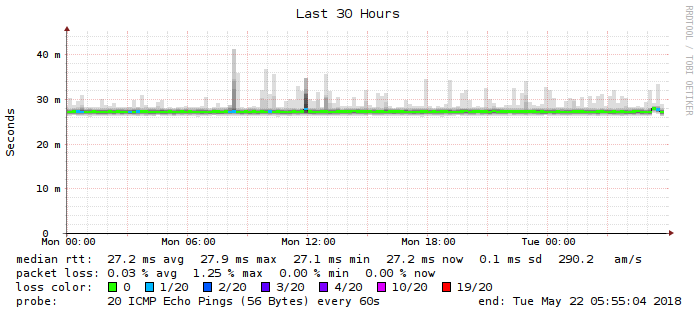 Last 30 Hours
RRDTOOL / TOBI OETIKER
Seconds
40 m
30 m
20 m
10 m
0
Mon 00:00 Mon 06:00 Mon 12:00 Mon 18:00 Tue 00:00
median rtt: 27.2 ms avg 27.9 ms max 27.1 ms min 27.2 ms now 0.1 ms sd 290.2 am/s
packet loss: 0.03 % avg 1.25 % max 0.00 % min 0.00 % now
loss color: 0 1/20 2/20 3/20 4/20 10/20 19/20
probe: 20 ICMP Echo Pings (56 Bytes) every 60s end: Tue May 22 05:55:04 2018